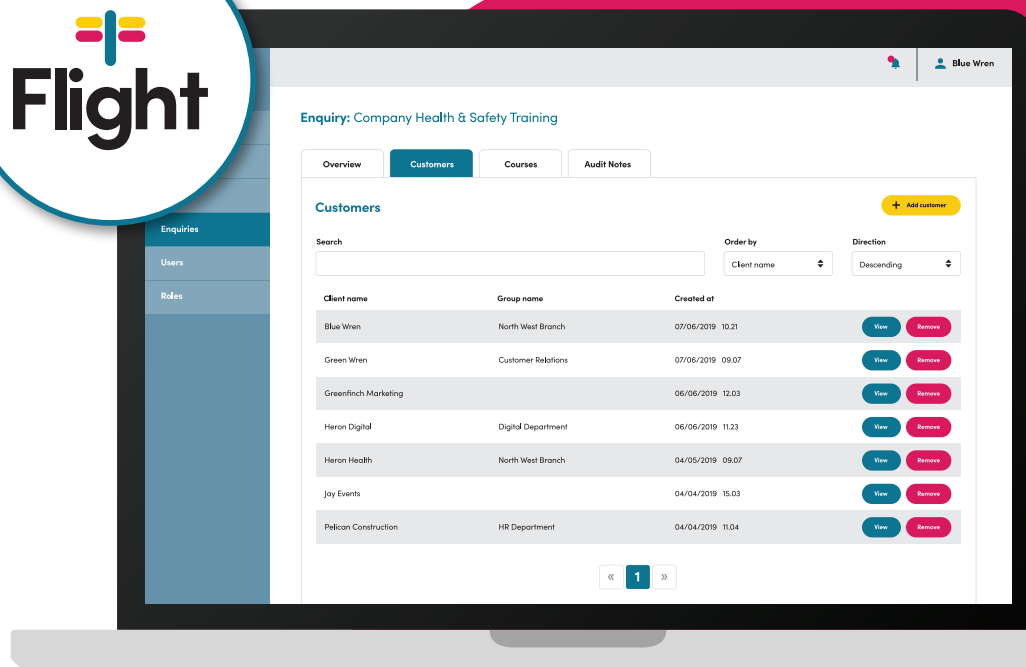 Flight
Blue Wren
Enquiry: Company Health & Safety Training
Overview Customers Courses Audit Notes
Customers
+ Add customer
Enquiries
Users
Roles
Search Order by Direction
Client name Descending
Client name Group name Created at
Blue Wren North West Branch 07/06/2019 10.21 View Remove
Green Wren Customer Relations 07/06/2019 09.07 View Remove
Greenfinch Marketing 06/06/2019 12.03 View Remove
Heron Digital Digital Department 06/06/2019 11.23 View Remove
Heron Health North West Branch 04/05/2019 09.07 View Remove
Jay Events 04/04/2019 15.03 View Remove
Pelican Construction HR Department 04/04/2019 11.04 View Remove
« 1 »